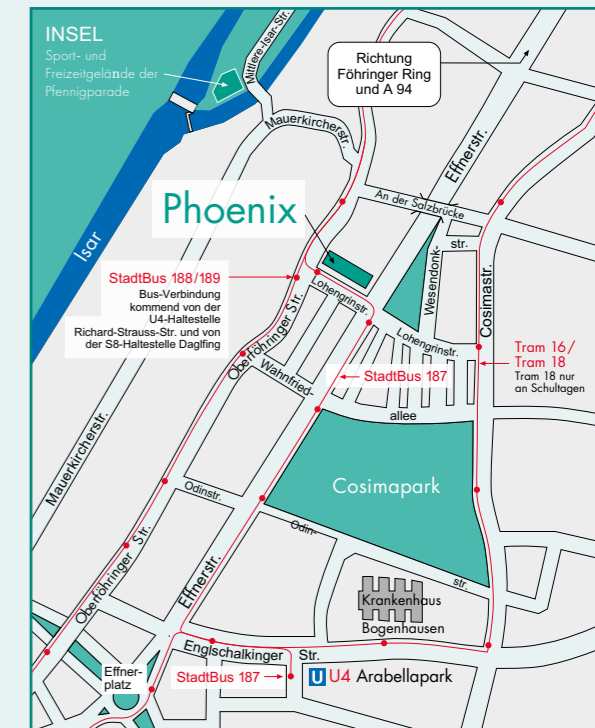 INSEL
Sport- und
Freizeitgelände der
Pfennigparade
Mittlere-Isar-Str.
Richtung
Föhringer Ring
und A 94
Mauerkircherstr.
Effnerstr.
An der Salzbrücke
Phoenix
Isar
str.
Wesendonk-
Cosimastr.
StadtBus 188/189
Bus-Verbindung
kommend von der
U4-Haltestelle
Richard-Strauss-Str. und von
der S8-Haltestelle Daglfing
Lohengrinstr.
Lohengrinstr.
Oberföhringer Str.
Wahnfried-
StadtBus 187
Tram 16/
Tram 18
Tram 18 nur
an Schultagen
allee
Mauerkircherstr.
Cosimapark
Odinstr.
Odin-
str.
Oberföhringer Str.
Effnerstr.
Krankenhaus
Bogenhausen
Englschalkinger Str.
Effner-
platz
StadtBus 187
U U4 Arabellapark